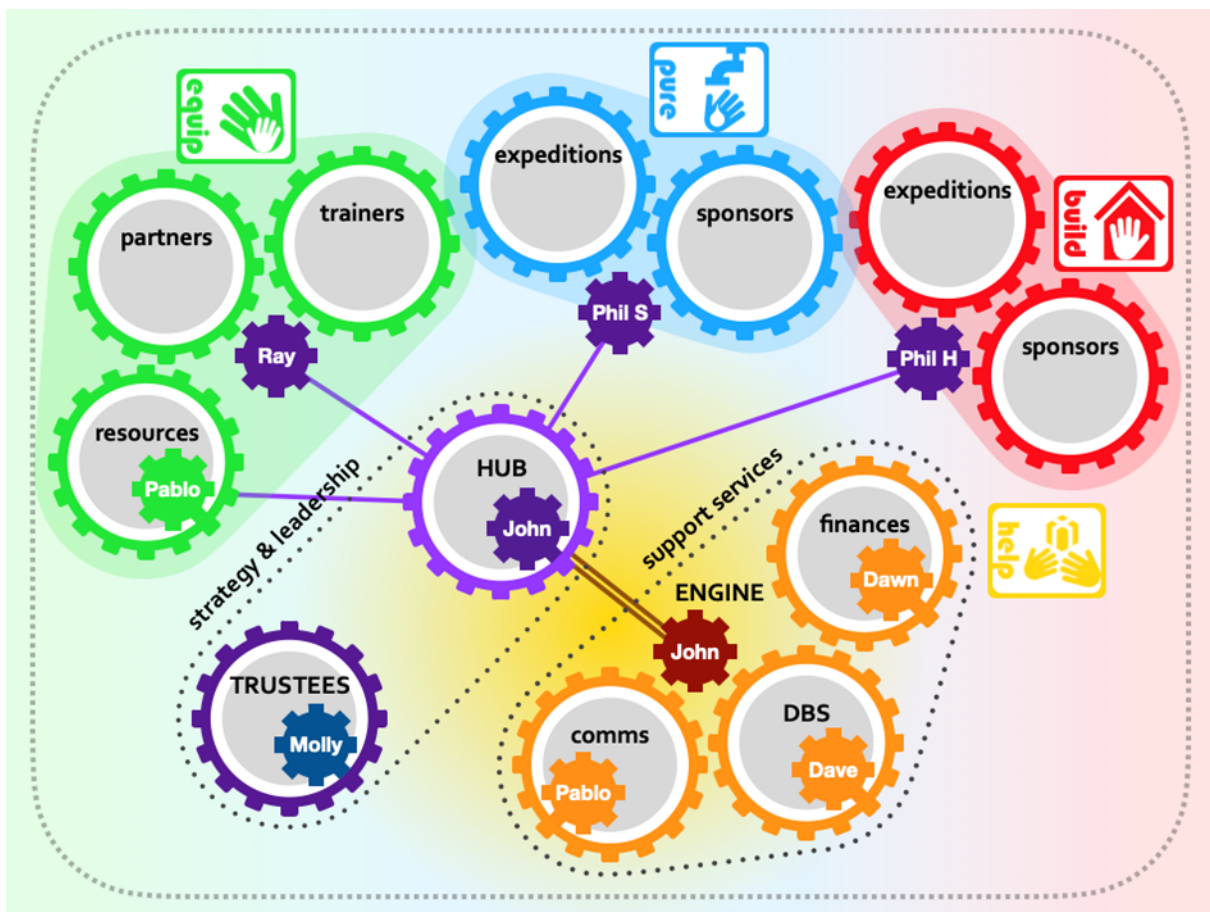 equip
pure
build
expeditions
partners
trainers
sponsors
expeditions
Ray
Phil S
Phil H
sponsors
resources
Pablo
HUB
John
strategy & leadership
support services
finances
Dawn
help
ENGINE
John
TRUSTEES
Molly
comms
Pablo
DBS
Dave